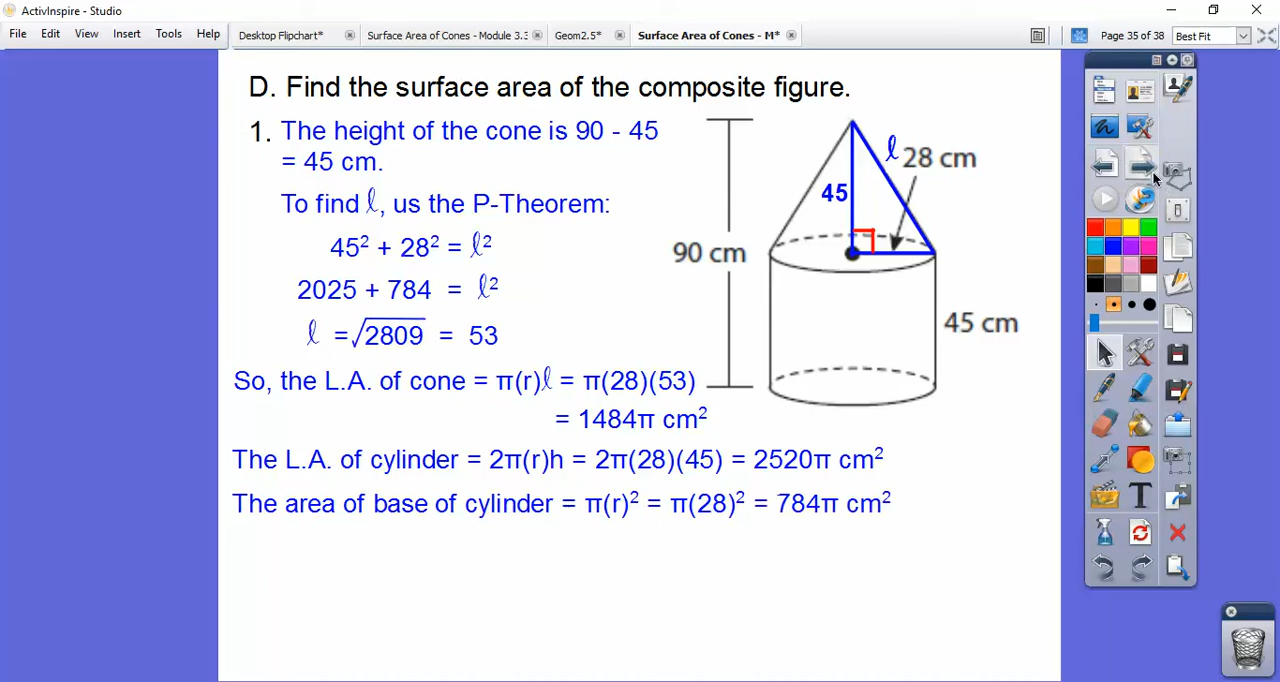 ActivInspire - Studio
File Edit View Insert Tools Help
Desktop Flipchart* Surface Area of Cones - Module 3.3 Geom2.5* Surface Area of Cones - M*
Page 35 of 38 Best Fit
D. Find the surface area of the composite figure.
1. The height of the cone is 90 - 45
= 45 cm.
To find ℓ, us the P-Theorem:
45² + 28² = ℓ²
2025 + 784 = ℓ²
ℓ = √2809 = 53
So, the L.A. of cone = π(r)ℓ = π(28)(53)
= 1484π cm²
The L.A. of cylinder = 2π(r)h = 2π(28)(45) = 2520π cm²
The area of base of cylinder = π(r)² = π(28)² = 784π cm²
ℓ
28 cm
45
90 cm
45 cm